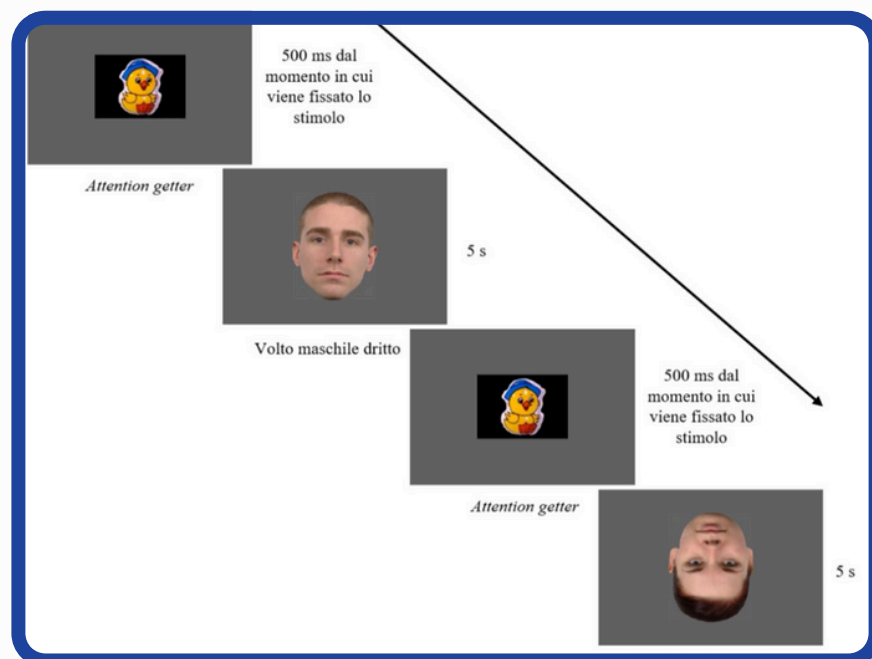 500 ms dal
momento in cui
viene fissato lo
stimolo
Attention getter
5 s
Volto maschile dritto
500 ms dal
momento in cui
viene fissato lo
stimolo
Attention getter
5 s